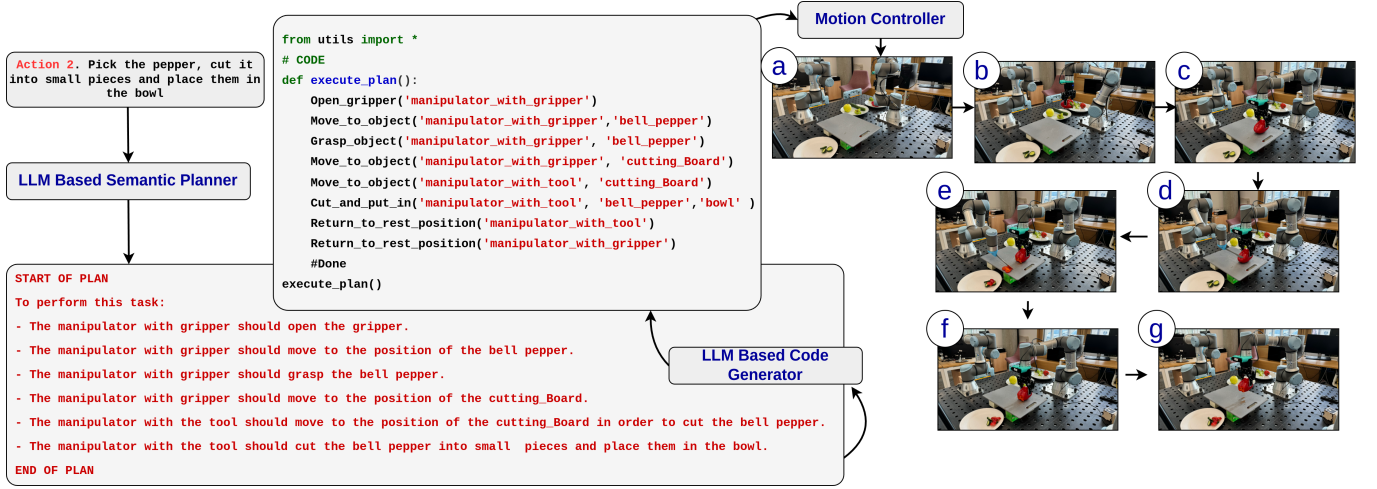 Action 2. Pick the pepper, cut it
into small pieces and place them in
the bowl
LLM Based Semantic Planner
START OF PLAN
To perform this task:
- The manipulator with gripper should open the gripper.
- The manipulator with gripper should move to the position of the bell pepper.
- The manipulator with gripper should grasp the bell pepper.
- The manipulator with gripper should move to the position of the cutting_Board.
- The manipulator with the tool should move to the position of the cutting_Board in order to cut the bell pepper.
- The manipulator with the tool should cut the bell pepper into small  pieces and place them in the bowl.
END OF PLAN
LLM Based Code
Generator
from utils import *
# CODE
def execute_plan():
    Open_gripper('manipulator_with_gripper')
    Move_to_object('manipulator_with_gripper','bell_pepper')
    Grasp_object('manipulator_with_gripper', 'bell_pepper')
    Move_to_object('manipulator_with_gripper', 'cutting_Board')
    Move_to_object('manipulator_with_tool', 'cutting_Board')
    Cut_and_put_in('manipulator_with_tool', 'bell_pepper','bowl' )
    Return_to_rest_position('manipulator_with_tool')
    Return_to_rest_position('manipulator_with_gripper')
    #Done
execute_plan()
Motion Controller
a
b
c
d
e
f
g